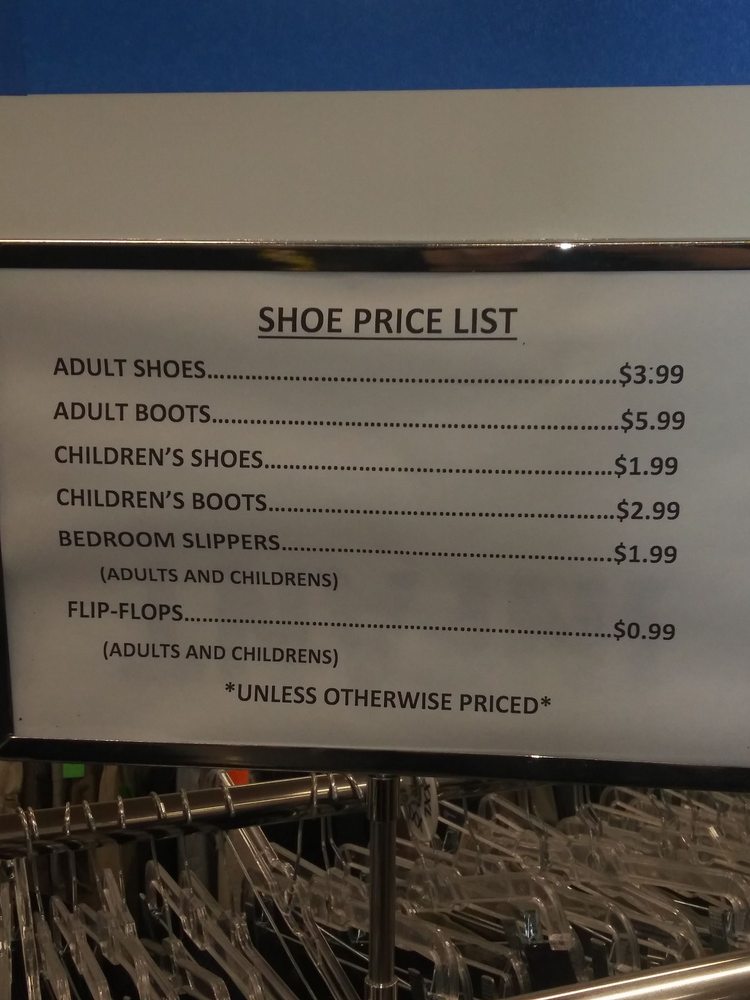 SHOE PRICE LIST
ADULT SHOES.....................................................................$3.99
ADULT BOOTS.....................................................................$5.99
CHILDREN'S SHOES...........................................................$1.99
CHILDREN'S BOOTS...........................................................$2.99
BEDROOM SLIPPERS.........................................................$1.99
(ADULTS AND CHILDRENS)
FLIP-FLOPS........................................................................$0.99
(ADULTS AND CHILDRENS)
*UNLESS OTHERWISE PRICED*